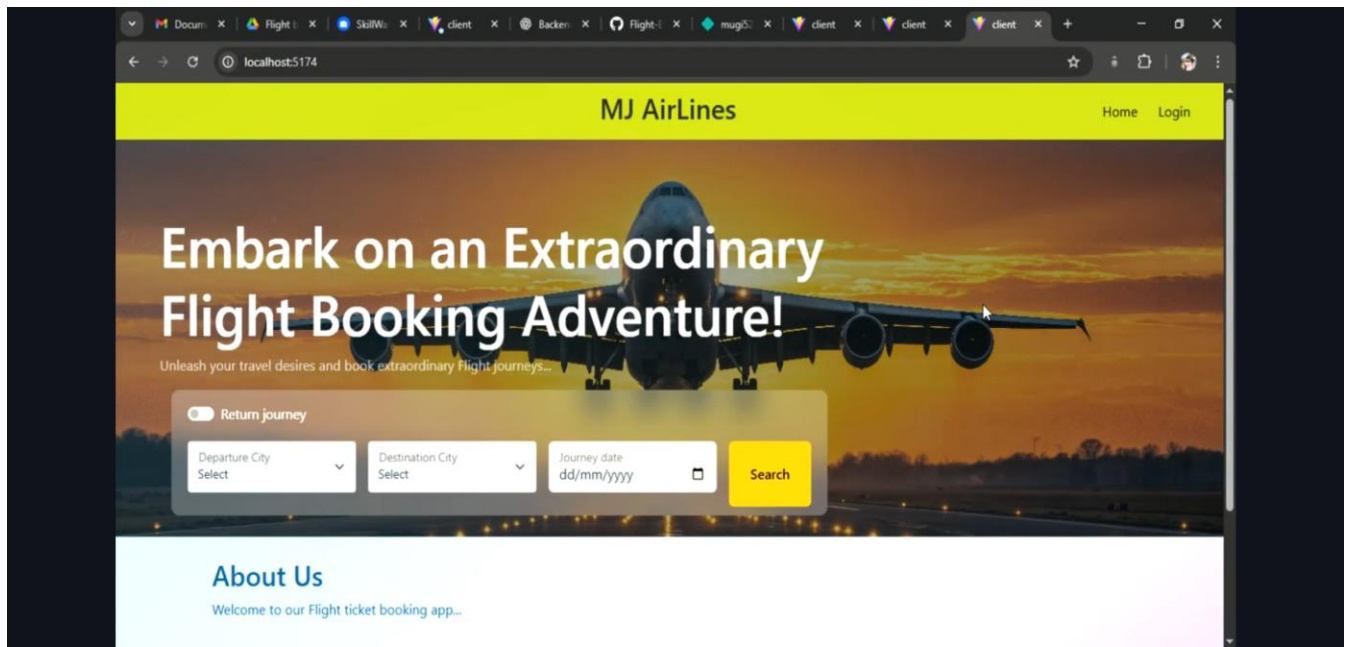 Docum
Flight b
SkillWa
client
Backen
Flight-B
mugi52
client
client
client
localhost:5174
MJ AirLines
Home Login
Embark on an Extraordinary
Flight Booking Adventure!
Unleash your travel desires and book extraordinary Flight journeys...
Return journey
Departure City
Select
Destination City
Select
Journey date
dd/mm/yyyy
Search
About Us
Welcome to our Flight ticket booking app...